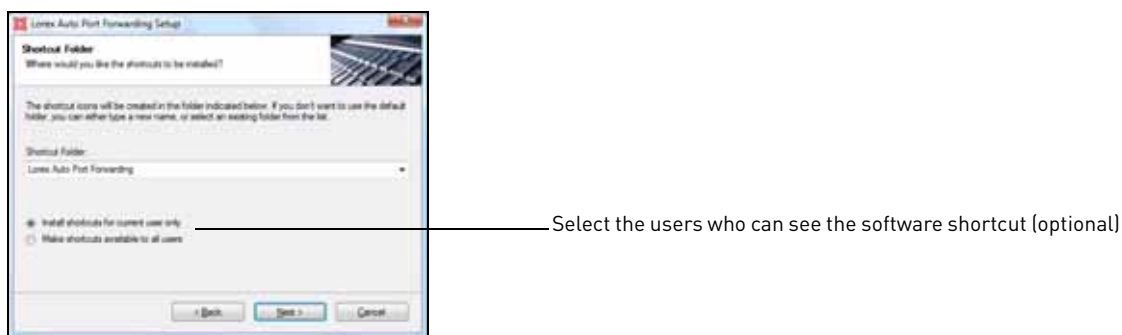 Lorex Auto Port Forwarding Setup
Shortcut Folder
Where would you like the shortcuts to be installed?
The shortcut icons will be created in the folder indicated below. If you don't want to use the default
folder, you can either type a new name, or select an existing folder from the list.
Shortcut Folder:
Lorex Auto Port Forwarding
Install shortcuts for current user only
Make shortcuts available to all users
Select the users who can see the software shortcut (optional)
< Back
Next >
Cancel